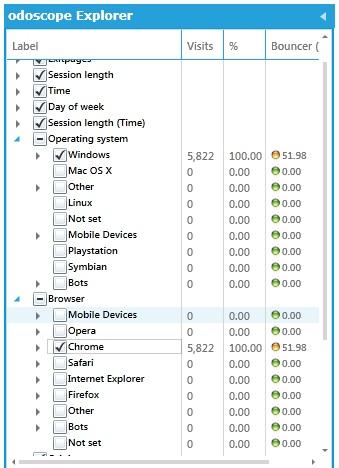 odoscope Explorer
Label Visits % Bouncer (
Exitpages
Session length
Time
Day of week
Session length (Time)
Operating system
Windows 5,822 100.00 51.98
Mac OS X 0 0.00 0.00
Other 0 0.00 0.00
Linux 0 0.00 0.00
Not set 0 0.00 0.00
Mobile Devices 0 0.00 0.00
Playstation 0 0.00 0.00
Symbian 0 0.00 0.00
Bots 0 0.00 0.00
Browser
Mobile Devices 0 0.00 0.00
Opera 0 0.00 0.00
Chrome 5,822 100.00 51.98
Safari 0 0.00 0.00
Internet Explorer 0 0.00 0.00
Firefox 0 0.00 0.00
Other 0 0.00 0.00
Bots 0 0.00 0.00
Not set 0 0.00 0.00